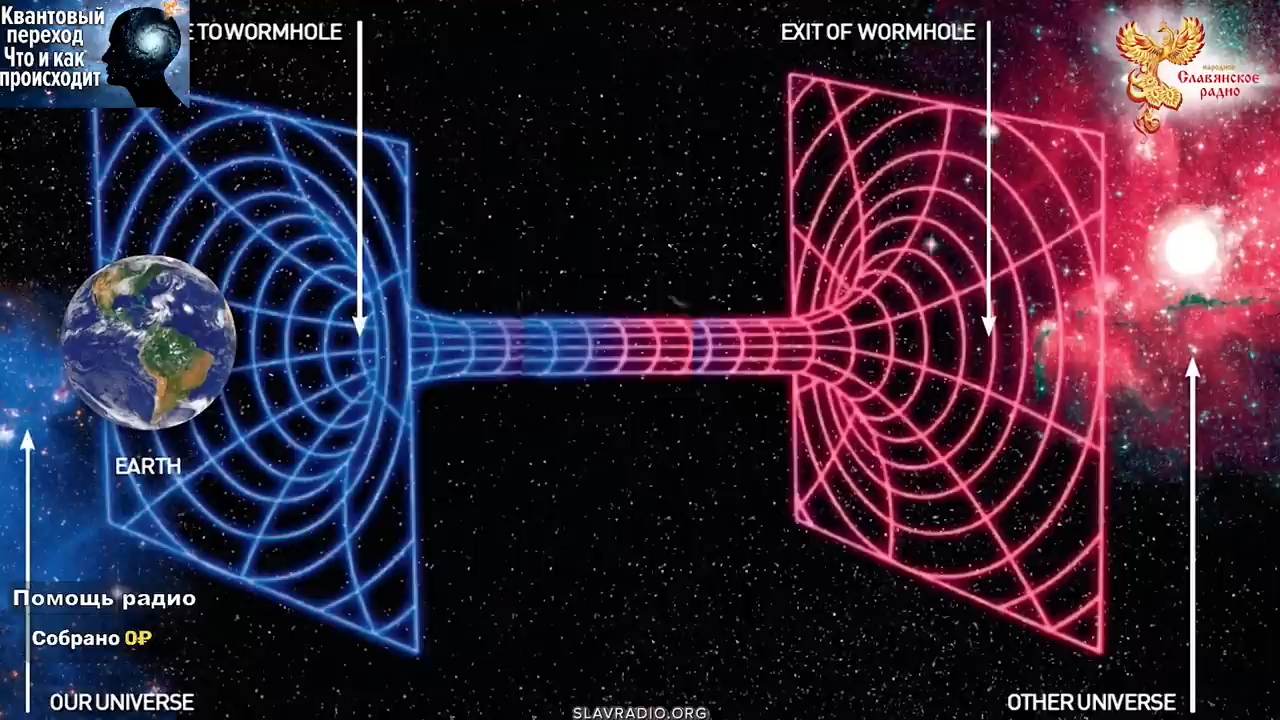 Квантовый
переход
Что и как
происходит
E TO WORMHOLE
EXIT OF WORMHOLE
народное
Славянское
радио
EARTH
Помощь радио
Собрано 0₽
OUR UNIVERSE
OTHER UNIVERSE
SLAVRADIO.ORG